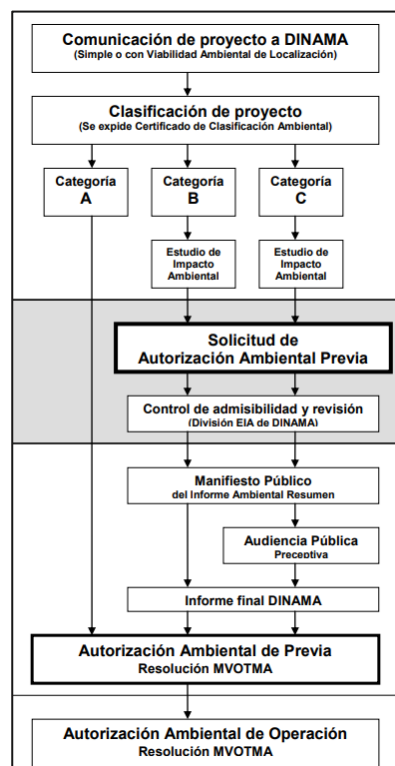 Comunicación de proyecto a DINAMA
(Simple o con Viabilidad Ambiental de Localización)
Clasificación de proyecto
(Se expide Certificado de Clasificación Ambiental)
Categoría
A
Categoría
B
Categoría
C
Estudio de
Impacto
Ambiental
Estudio de
Impacto
Ambiental
Solicitud de
Autorización Ambiental Previa
Control de admisibilidad y revisión
(División EIA de DINAMA)
Manifiesto Público
del Informe Ambiental Resumen
Audiencia Pública
Preceptiva
Informe final DINAMA
Autorización Ambiental de Previa
Resolución MVOTMA
Autorización Ambiental de Operación
Resolución MVOTMA